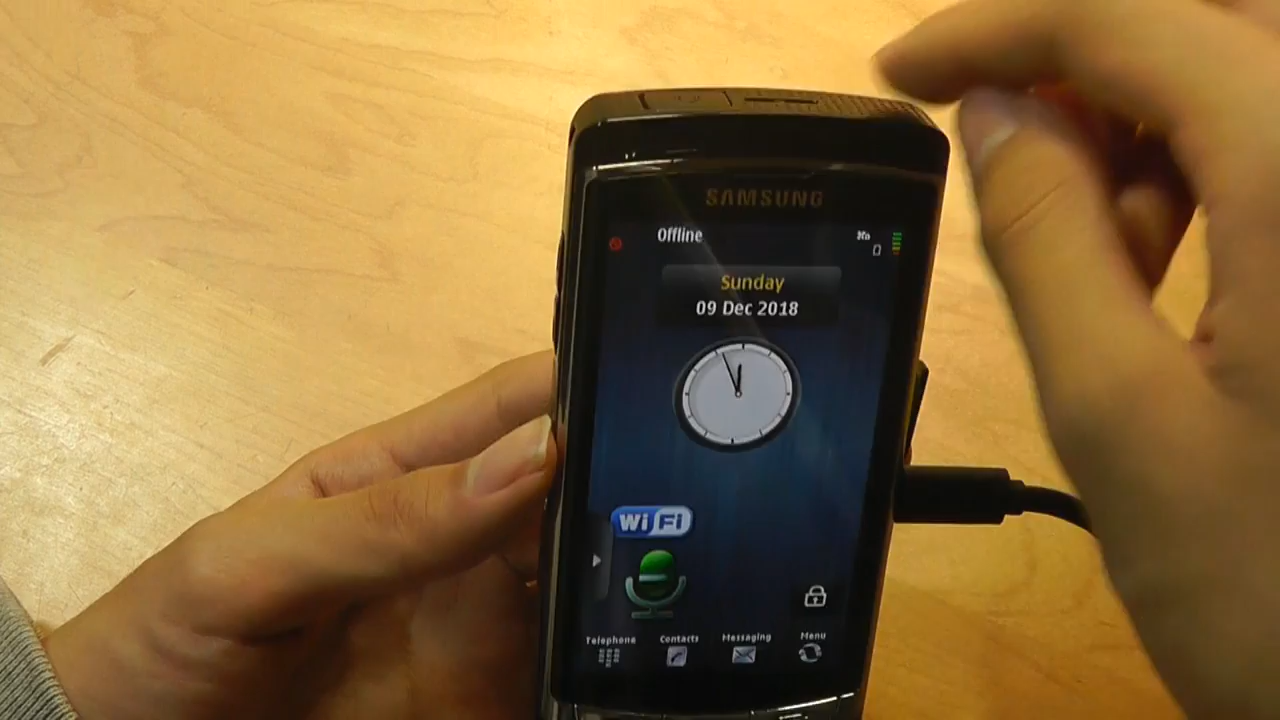 SAMSUNG
Offline
Sunday
09 Dec 2018
WiFi
Telephone
Contacts
Messaging
Menu